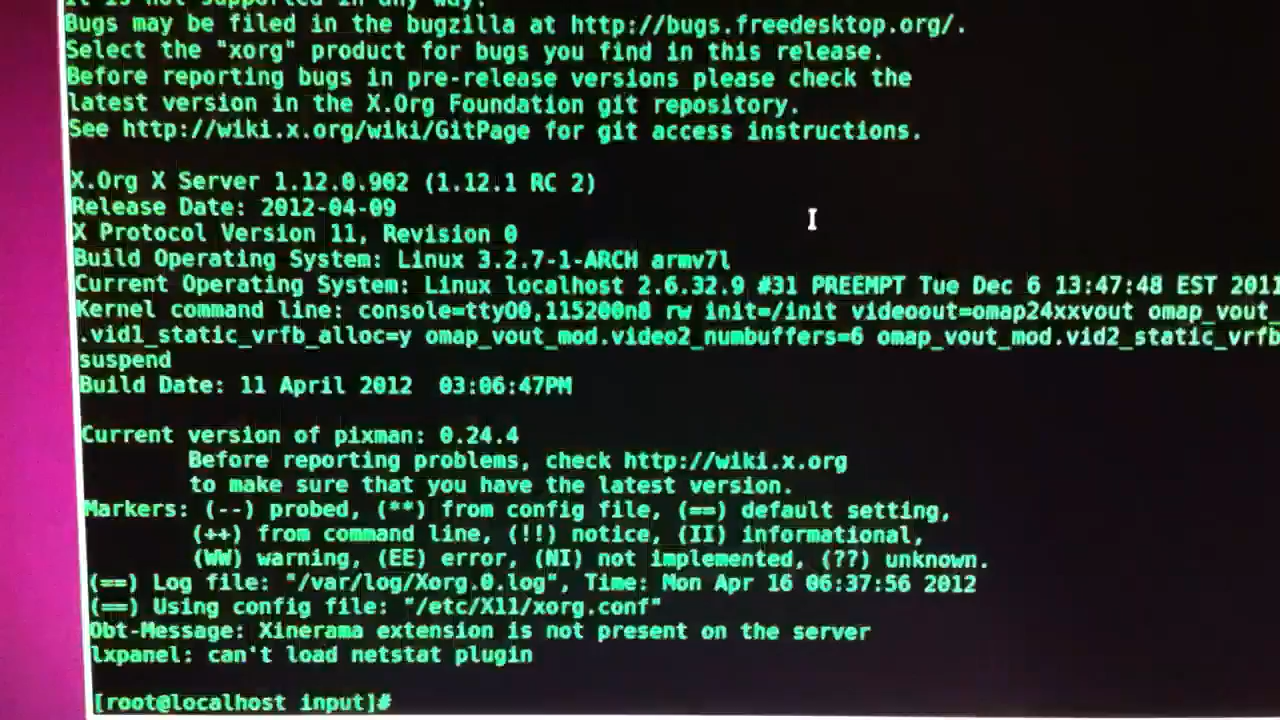 It is not supported in any way.
Bugs may be filed in the bugzilla at http://bugs.freedesktop.org/.
Select the "xorg" product for bugs you find in this release.
Before reporting bugs in pre-release versions please check the
latest version in the X.Org Foundation git repository.
See http://wiki.x.org/wiki/GitPage for git access instructions.
X.Org X Server 1.12.0.902 (1.12.1 RC 2)
Release Date: 2012-04-09
X Protocol Version 11, Revision 0
Build Operating System: Linux 3.2.7-1-ARCH armv7l
Current Operating System: Linux localhost 2.6.32.9 #31 PREEMPT Tue Dec 6 13:47:48 EST 2011
Kernel command line: console=ttyO0,115200n8 rw init=/init videoout=omap24xxvout omap_vout_
.vid1_static_vrfb_alloc=y omap_vout_mod.video2_numbuffers=6 omap_vout_mod.vid2_static_vrfb
suspend
Build Date: 11 April 2012  03:06:47PM
Current version of pixman: 0.24.4
Before reporting problems, check http://wiki.x.org
to make sure that you have the latest version.
Markers: (--) probed, (**) from config file, (==) default setting,
(++) from command line, (!!) notice, (II) informational,
(WW) warning, (EE) error, (NI) not implemented, (??) unknown.
(==) Log file: "/var/log/Xorg.0.log", Time: Mon Apr 16 06:37:56 2012
(==) Using config file: "/etc/X11/xorg.conf"
Obt-Message: Xinerama extension is not present on the server
lxpanel: can't load netstat plugin
[root@localhost input]#